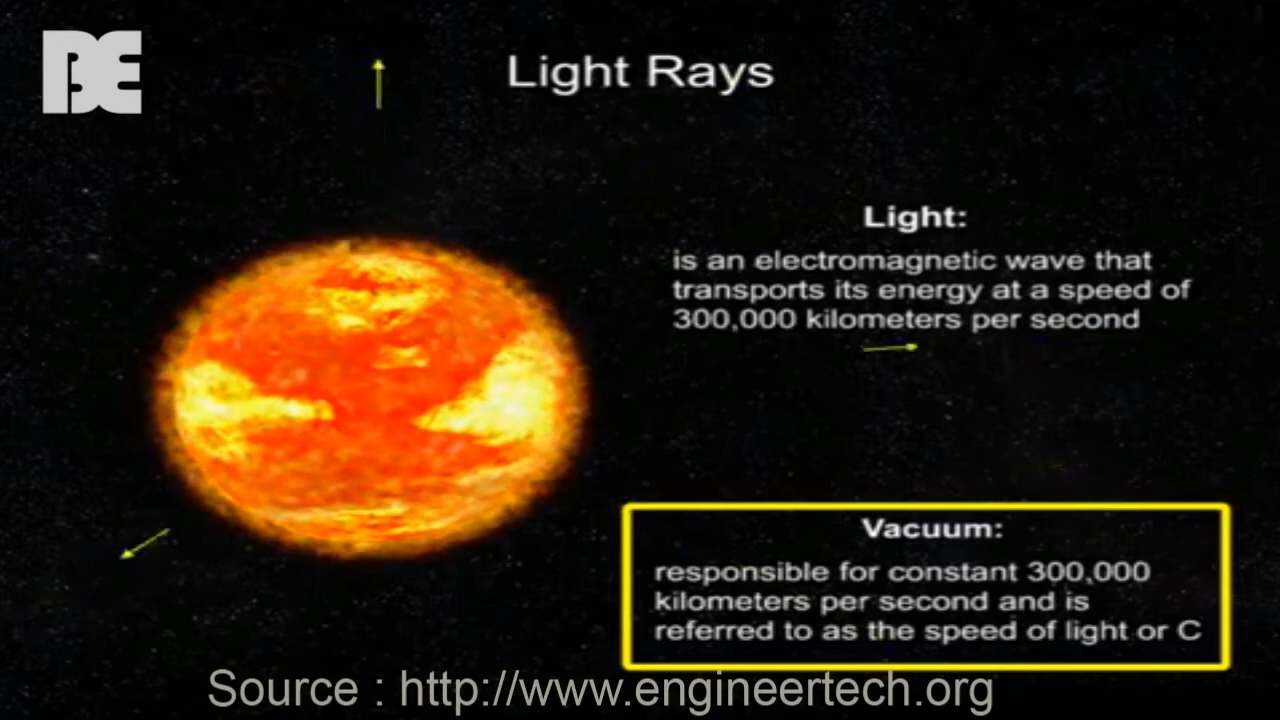 BE
Light Rays
Light:
is an electromagnetic wave that
transports its energy at a speed of
300,000 kilometers per second
Vacuum:
responsible for constant 300,000
kilometers per second and is
referred to as the speed of light or C
Source : http://www.engineertech.org